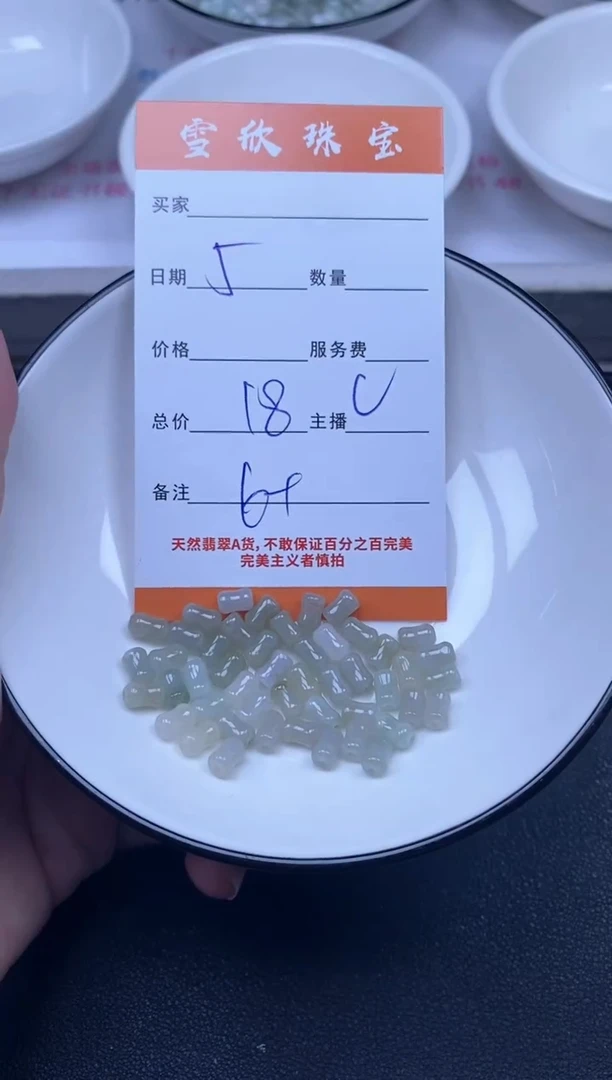 雪欣珠宝
买家
日期 5 数量
价格 服务费
总价 18 主播
备注
天然翡翠A货,不敢保证百分之百完美
完美主义者慎拍